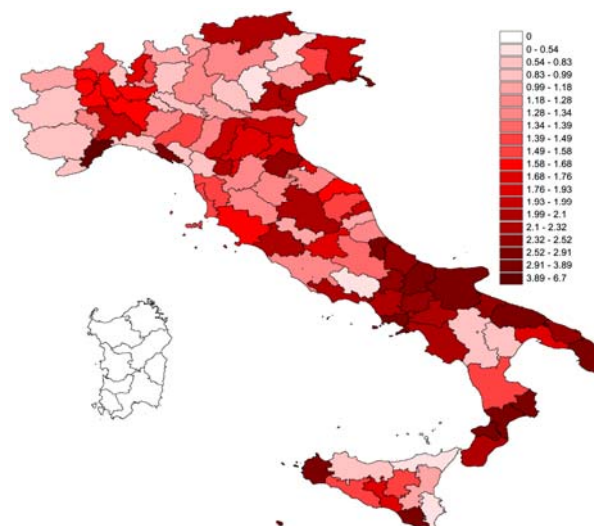 0
0 - 0.54
0.54 - 0.83
0.83 - 0.99
0.99 - 1.18
1.18 - 1.28
1.28 - 1.34
1.34 - 1.39
1.39 - 1.49
1.49 - 1.58
1.58 - 1.68
1.68 - 1.76
1.76 - 1.93
1.93 - 1.99
1.99 - 2.1
2.1 - 2.32
2.32 - 2.52
2.52 - 2.91
2.91 - 3.89
3.89 - 6.7